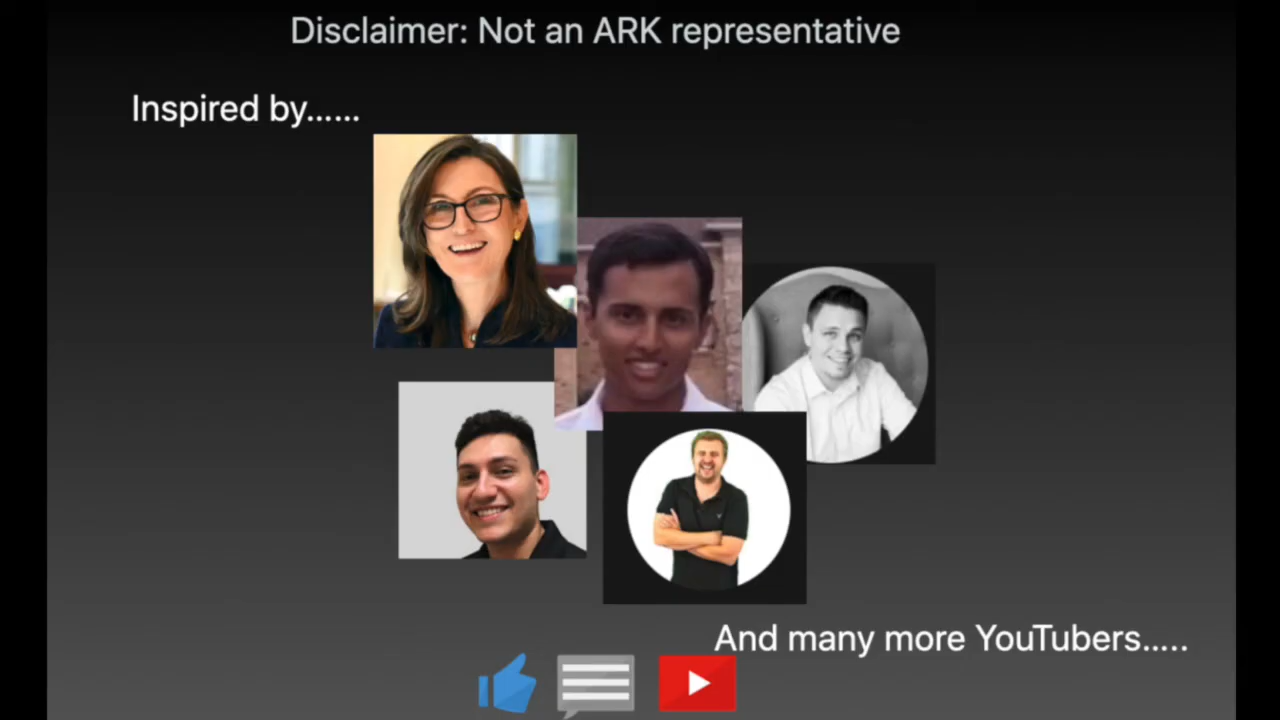 Disclaimer: Not an ARK representative
Inspired by......
And many more YouTubers.....